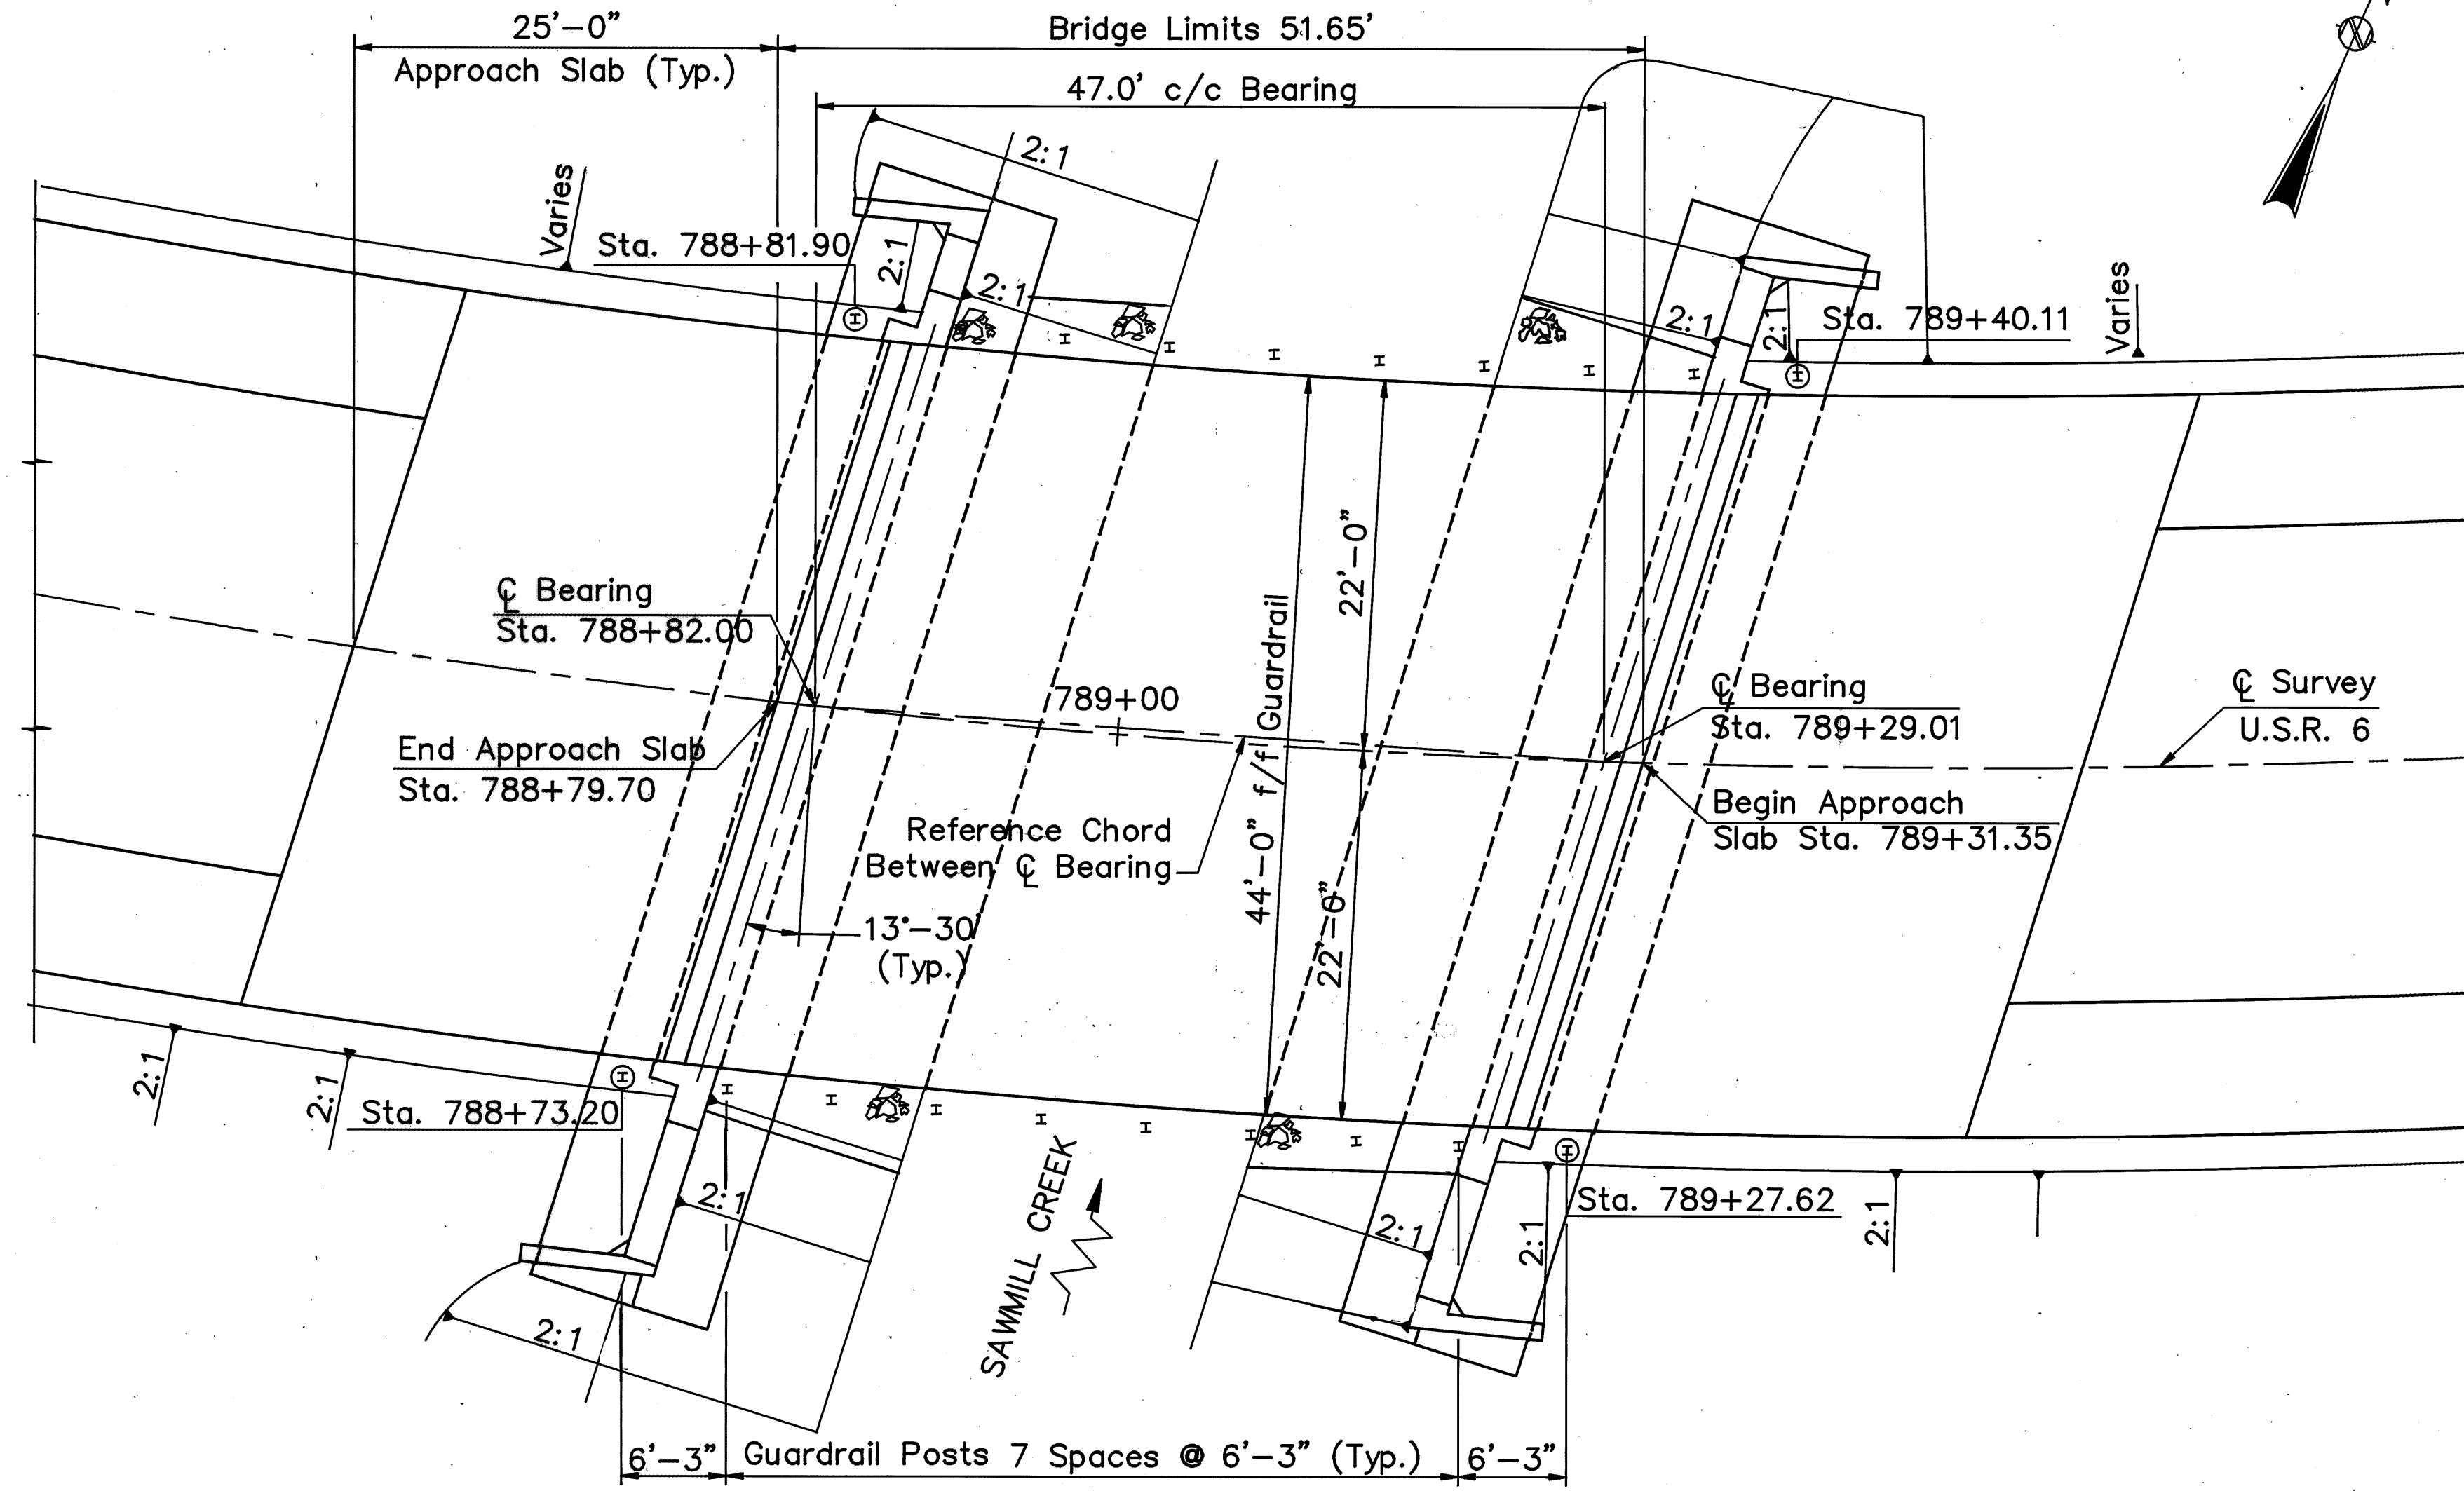 25'-0"
Approach Slab (Typ.)
Bridge Limits 51.65'
47.0' c/c Bearing
2:1
Varies
Sta. 788+81.90
2:1
2:1
2:1
2:1
Sta. 789+40.11
Varies
℄ Bearing
Sta. 788+82.00
22'-0"
44'-0" f/f Guardrail
789+00
℄ Bearing
Sta. 789+29.01
℄ Survey
U.S.R. 6
End Approach Slab
Sta. 788+79.70
Reference Chord
Between ℄ Bearing
Begin Approach
Slab Sta. 789+31.35
22'-0"
13°-30'
(Typ.)
2:1
2:1
Sta. 788+73.20
2:1
SAWMILL CREEK
2:1
2:1
Sta. 789+27.62
2:1
2:1
6'-3"
Guardrail Posts 7 Spaces @ 6'-3" (Typ.)
6'-3"